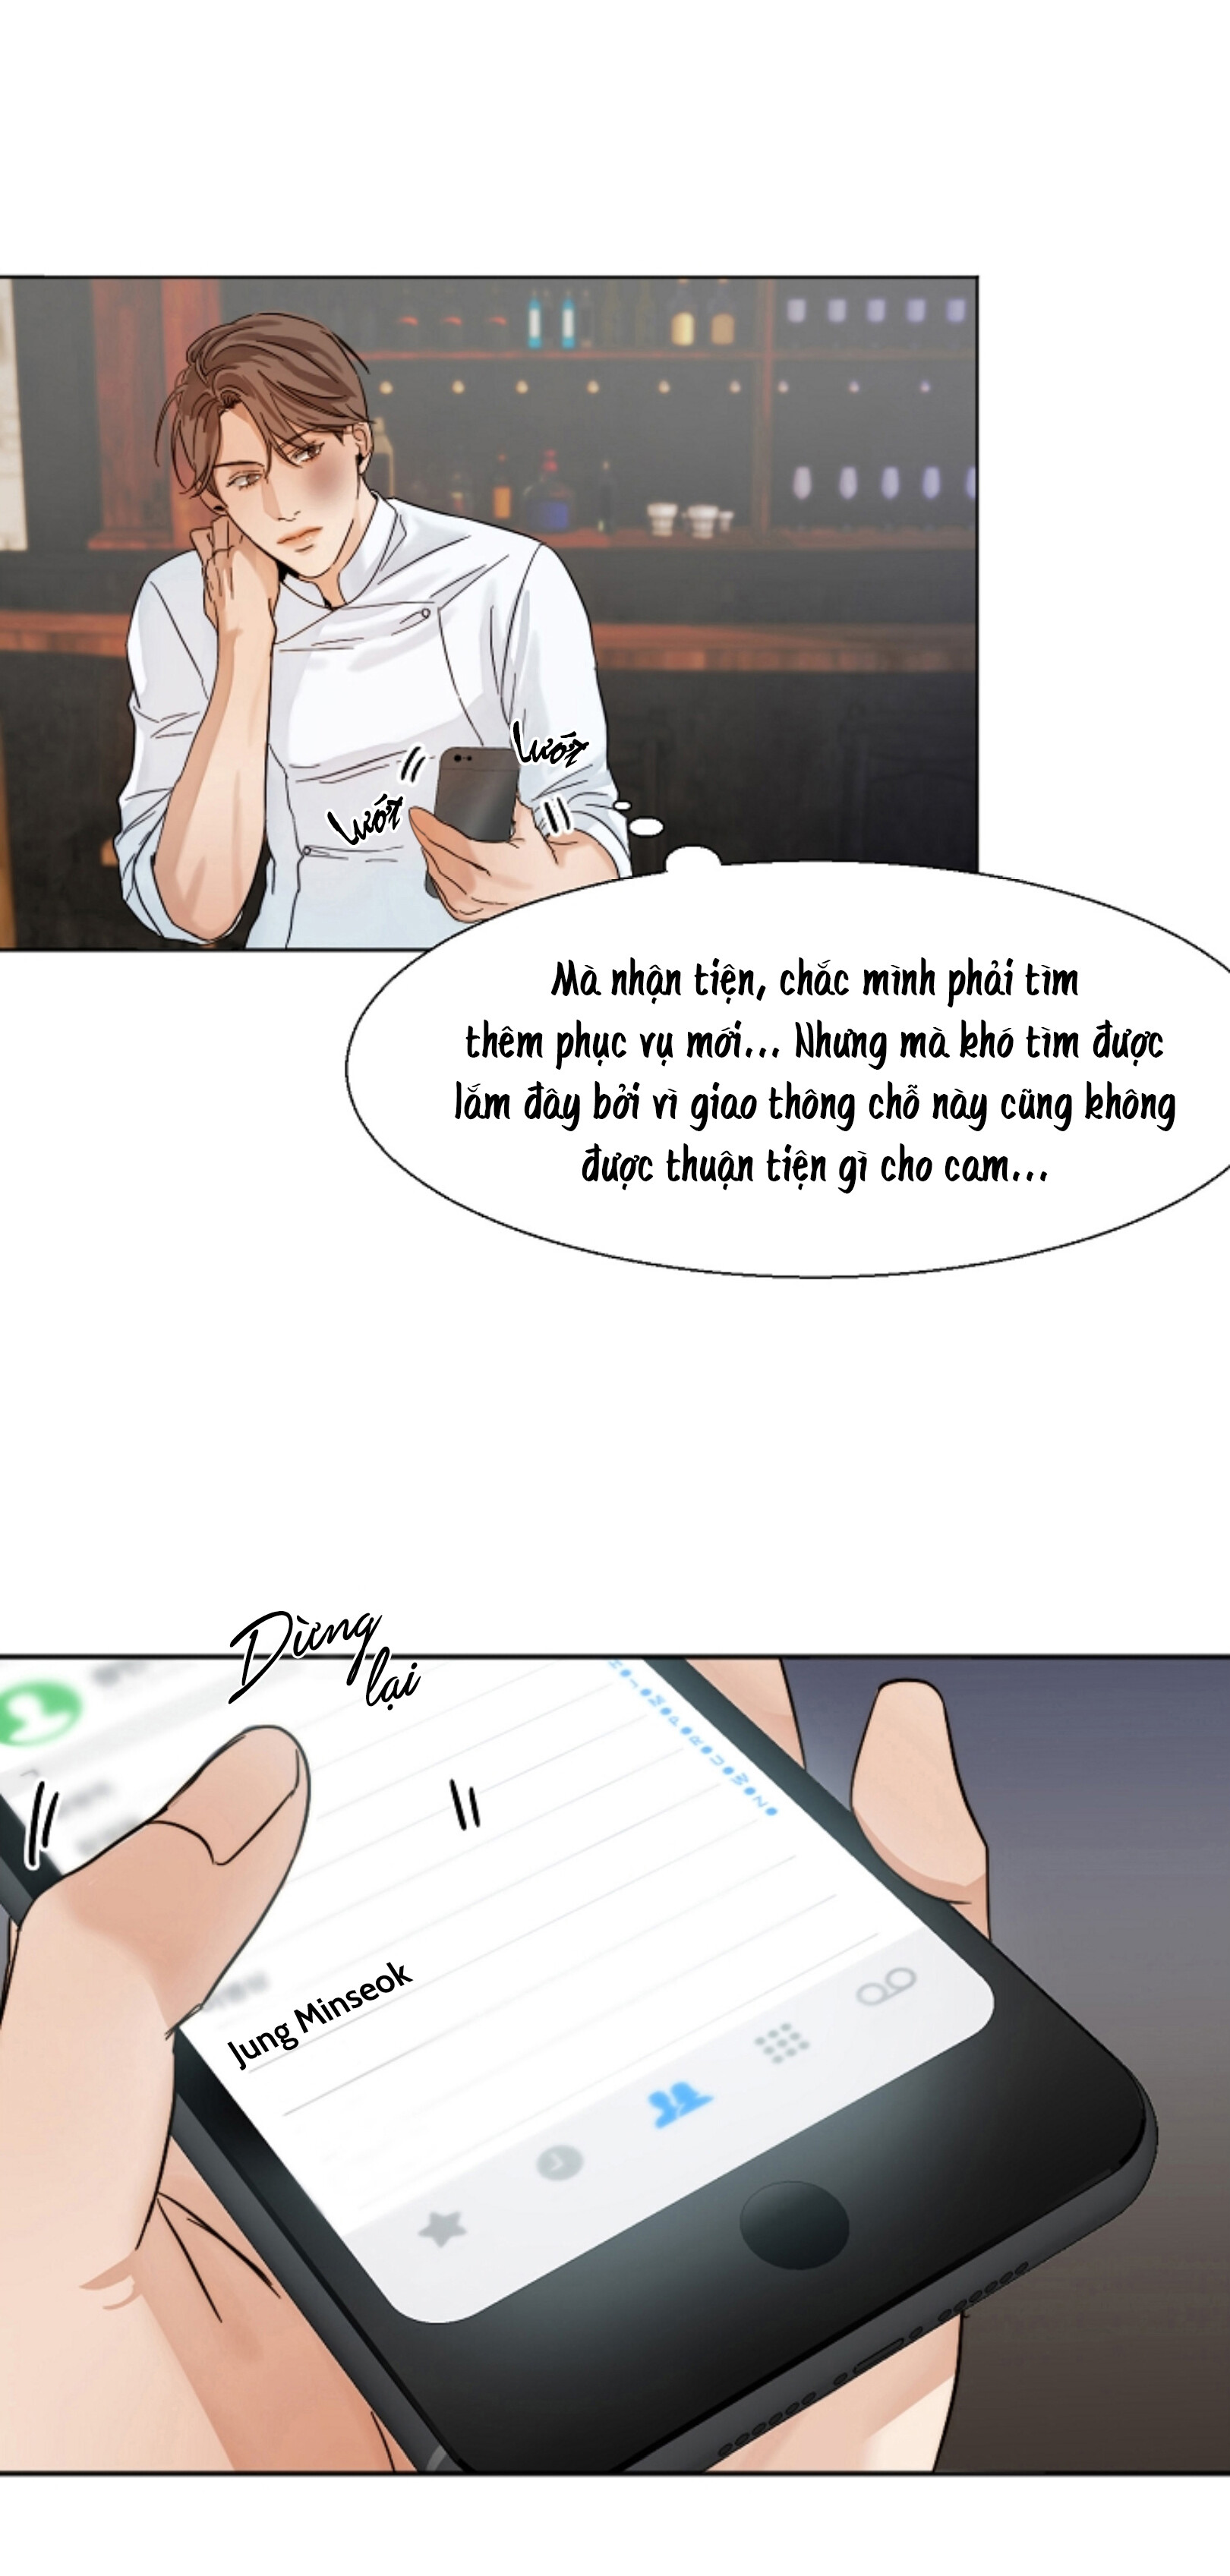 lướt
lướt
Mà nhận tiện, chắc mình phải tìm
thêm phục vụ mới... Nhưng mà khó tìm được
lắm đây bởi vì giao thông chỗ này cũng không
được thuận tiện gì cho cam...
Dừng
lại
Jung Minseok